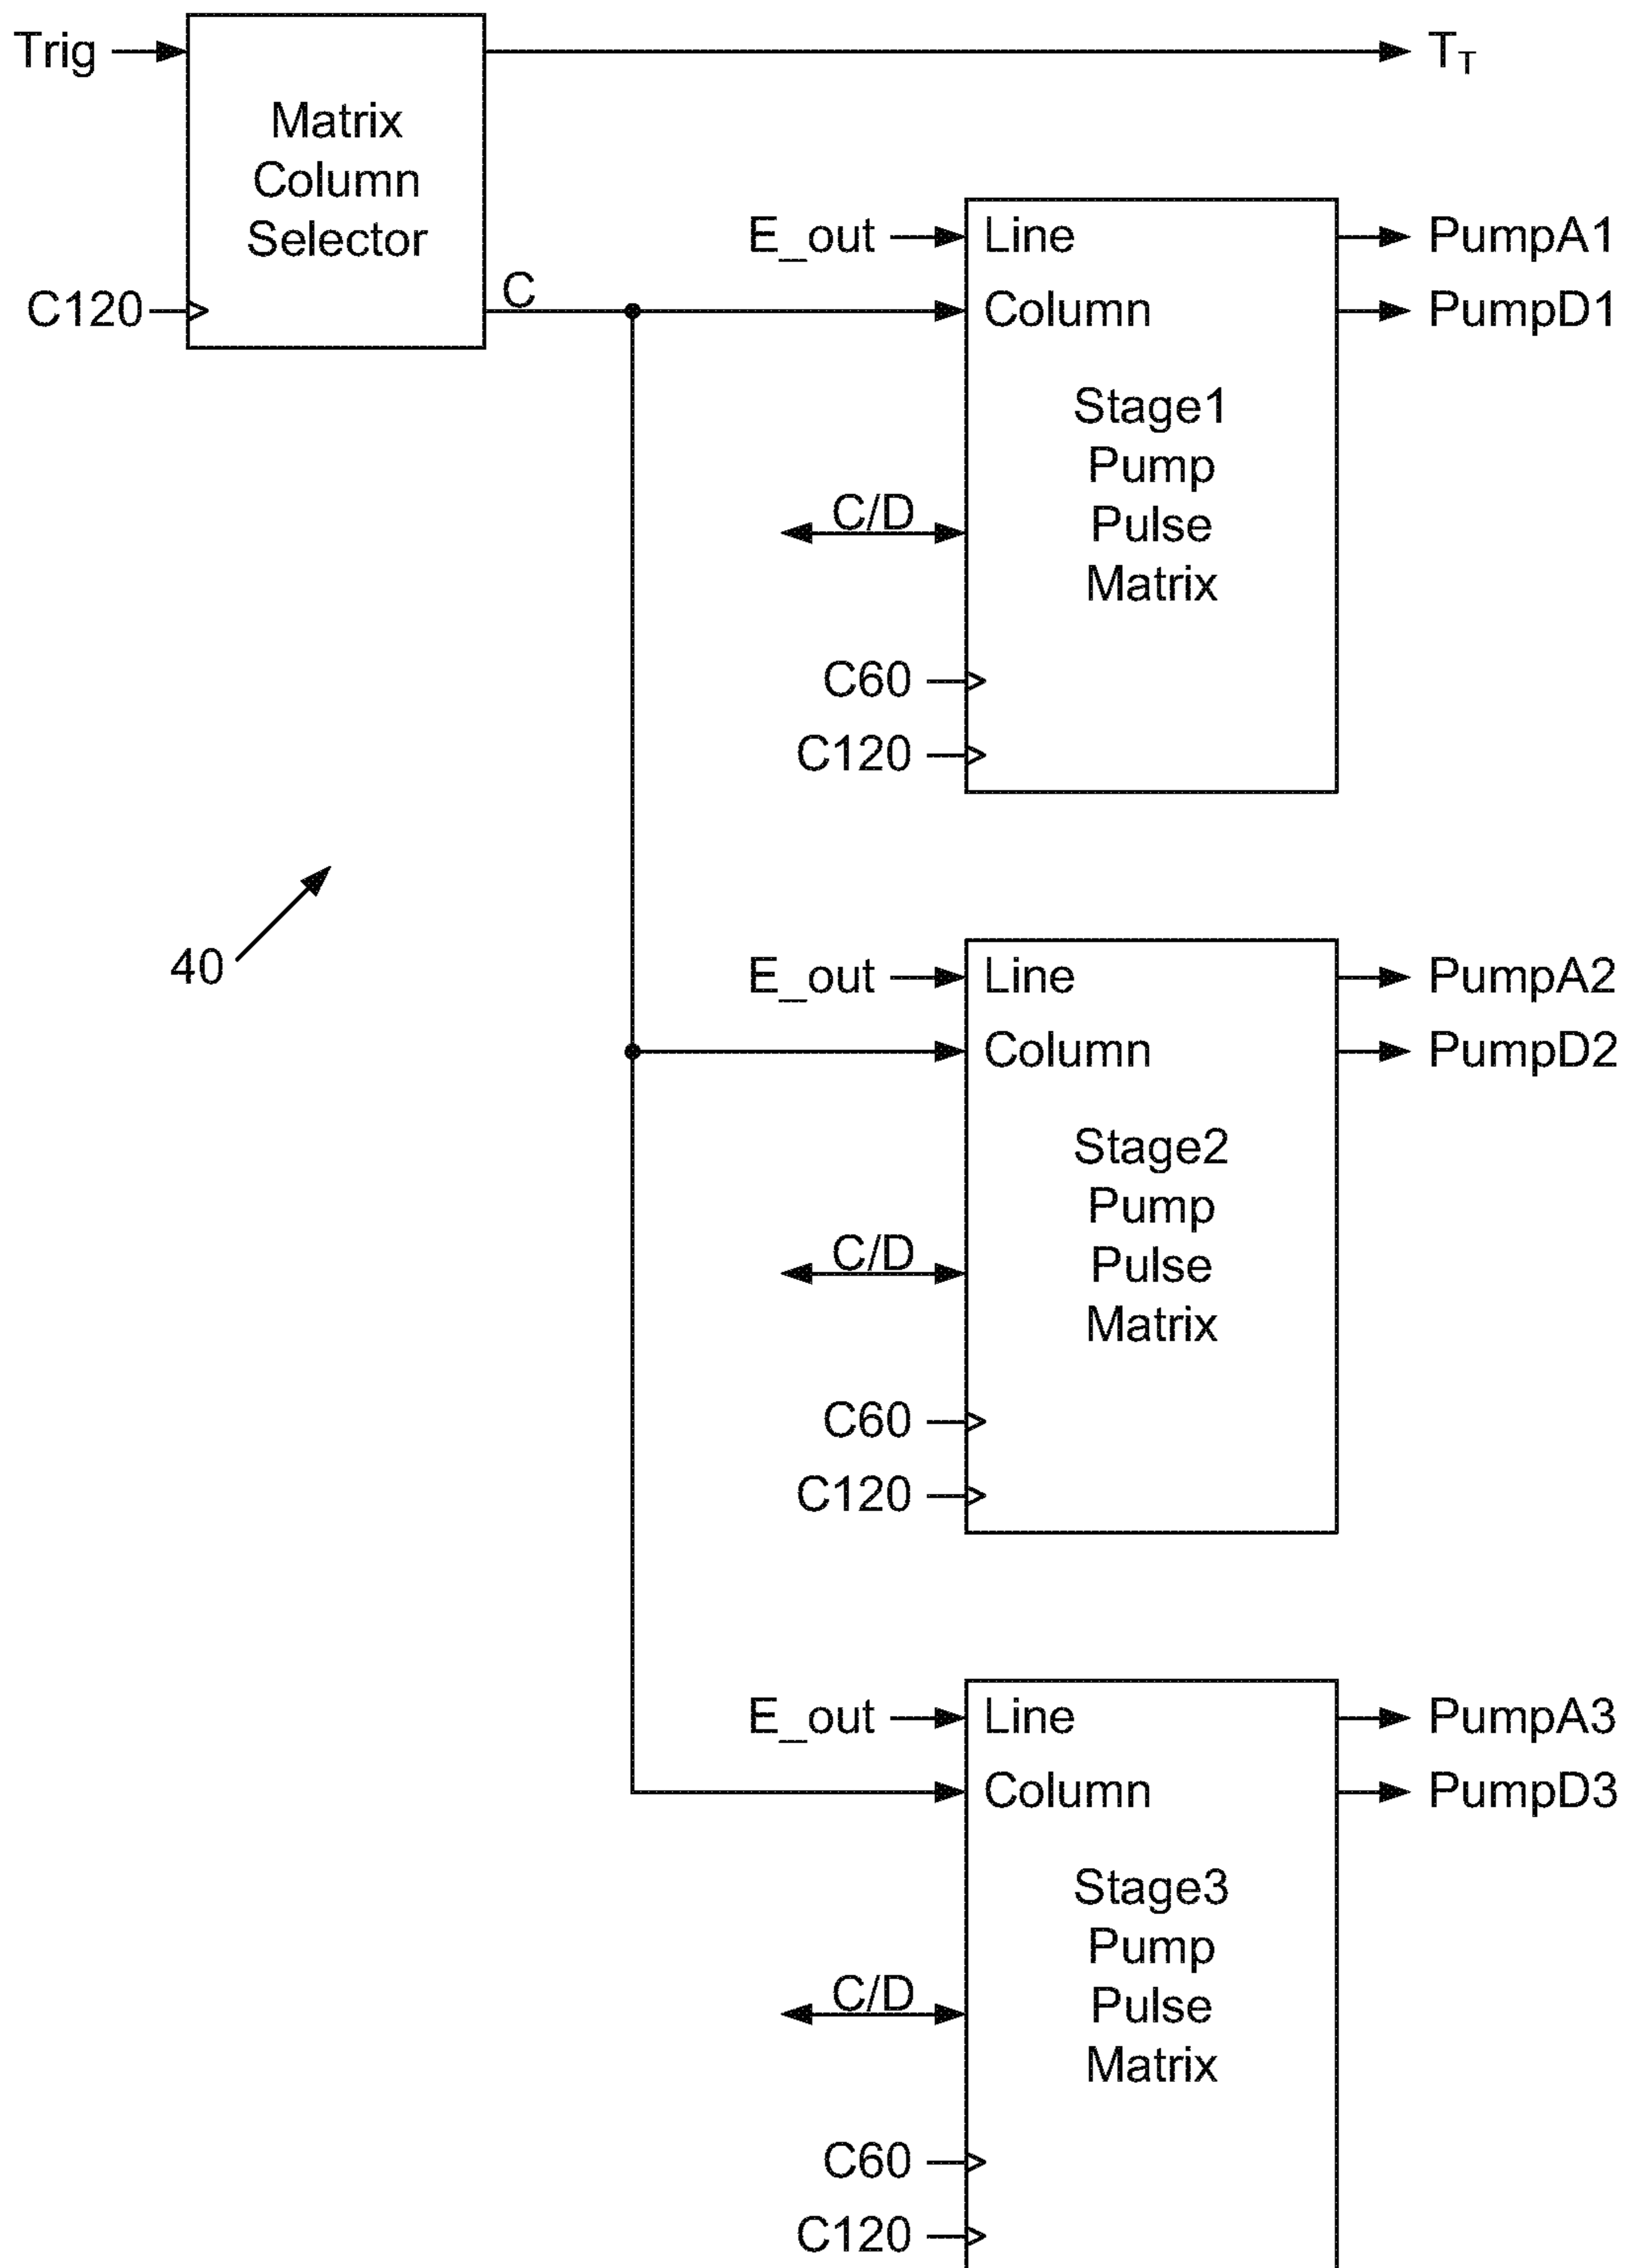 Trig
T_T
Matrix
Column
Selector
C120
C
E_out
Line
PumpA1
Column
PumpD1
Stage1
Pump
Pulse
Matrix
C/D
C60
C120
40
E_out
Line
PumpA2
Column
PumpD2
Stage2
Pump
Pulse
Matrix
C/D
C60
C120
E_out
Line
PumpA3
Column
PumpD3
Stage3
Pump
Pulse
Matrix
C/D
C60
C120